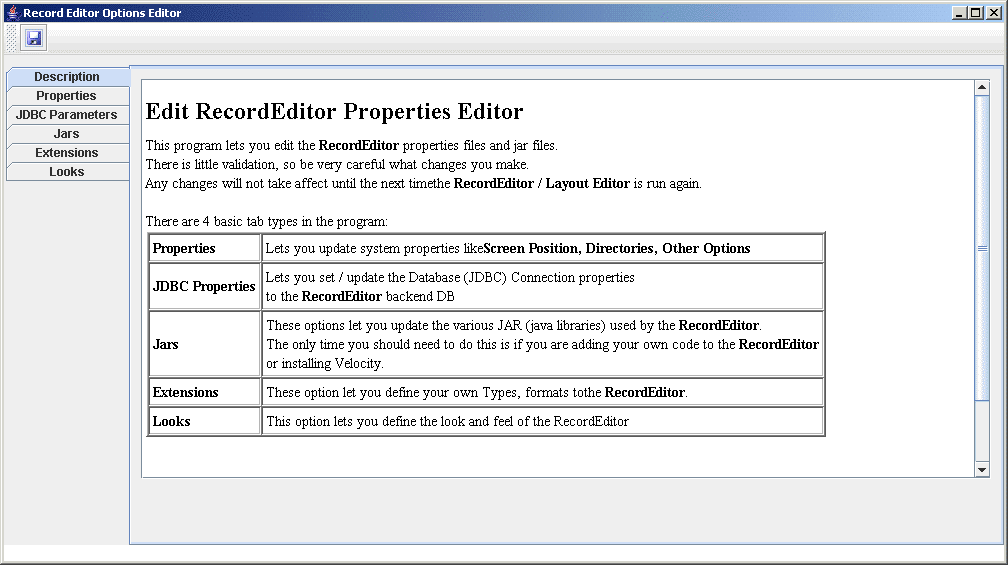 Record Editor Options Editor
Description
Properties
JDBC Parameters
Jars
Extensions
Looks
Edit RecordEditor Properties Editor
This program lets you edit the RecordEditor properties files and jar files.
There is little validation, so be very careful what changes you make.
Any changes will not take affect until the next timethe RecordEditor / Layout Editor is run again.
There are 4 basic tab types in the program:
Properties Lets you update system properties likeScreen Position, Directories, Other Options
JDBC Properties Lets you set / update the Database (JDBC) Connection properties
to the RecordEditor backend DB
Jars These options let you update the various JAR (java libraries) used by the RecordEditor.
The only time you should need to do this is if you are adding your own code to the RecordEditor
or installing Velocity.
Extensions These option let you define your own Types, formats tothe RecordEditor.
Looks This option lets you define the look and feel of the RecordEditor